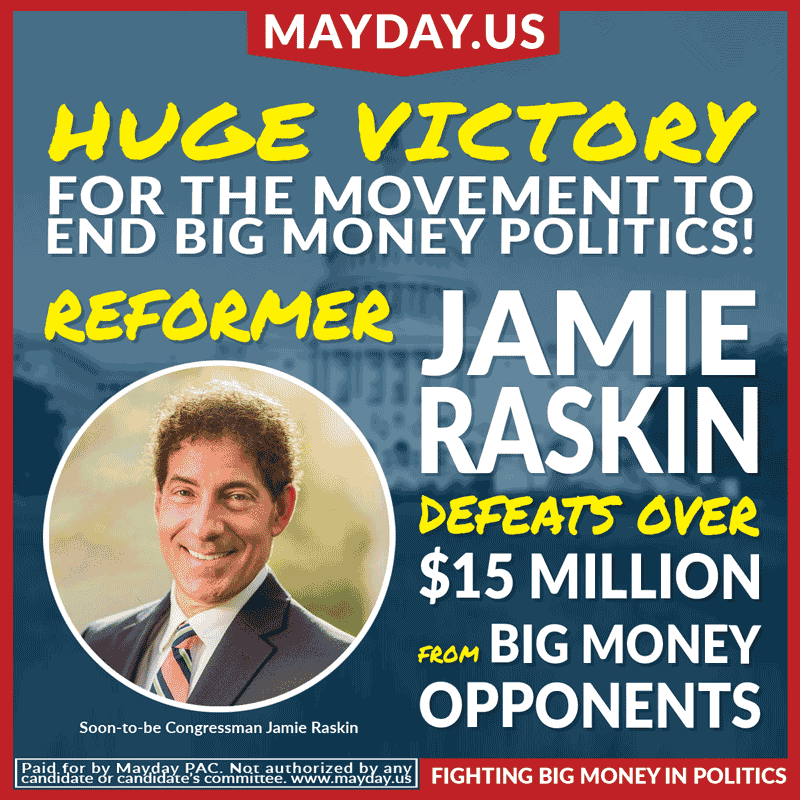 MAYDAY.US
HUGE VICTORY
FOR THE MOVEMENT TO
END BIG MONEY POLITICS!
REFORMER
JAMIE
RASKIN
DEFEATS OVER
$15 MILLION
FROM BIG MONEY
OPPONENTS
Soon-to-be Congressman Jamie Raskin
Paid for by Mayday PAC. Not authorized by any
candidate or candidate's committee. www.mayday.us
FIGHTING BIG MONEY IN POLITICS